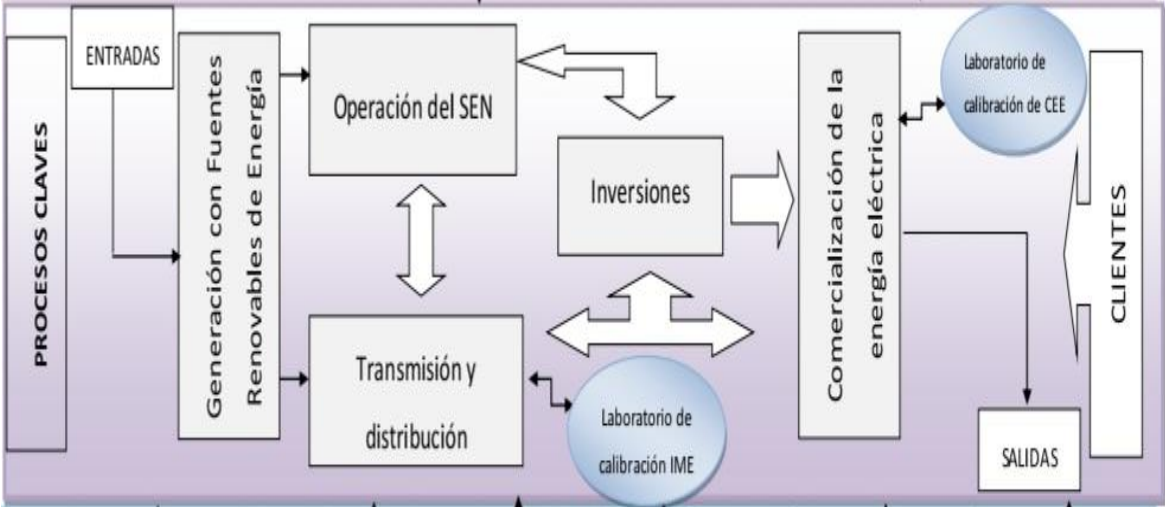 PROCESOS CLAVES
ENTRADAS
Generación con Fuentes
Renovables de Energía
Operación del SEN
Transmisión y
distribución
Inversiones
Laboratorio de
calibración IME
Comercialización de la
energía eléctrica
Laboratorio de
calibración de CEE
SALIDAS
CLIENTES